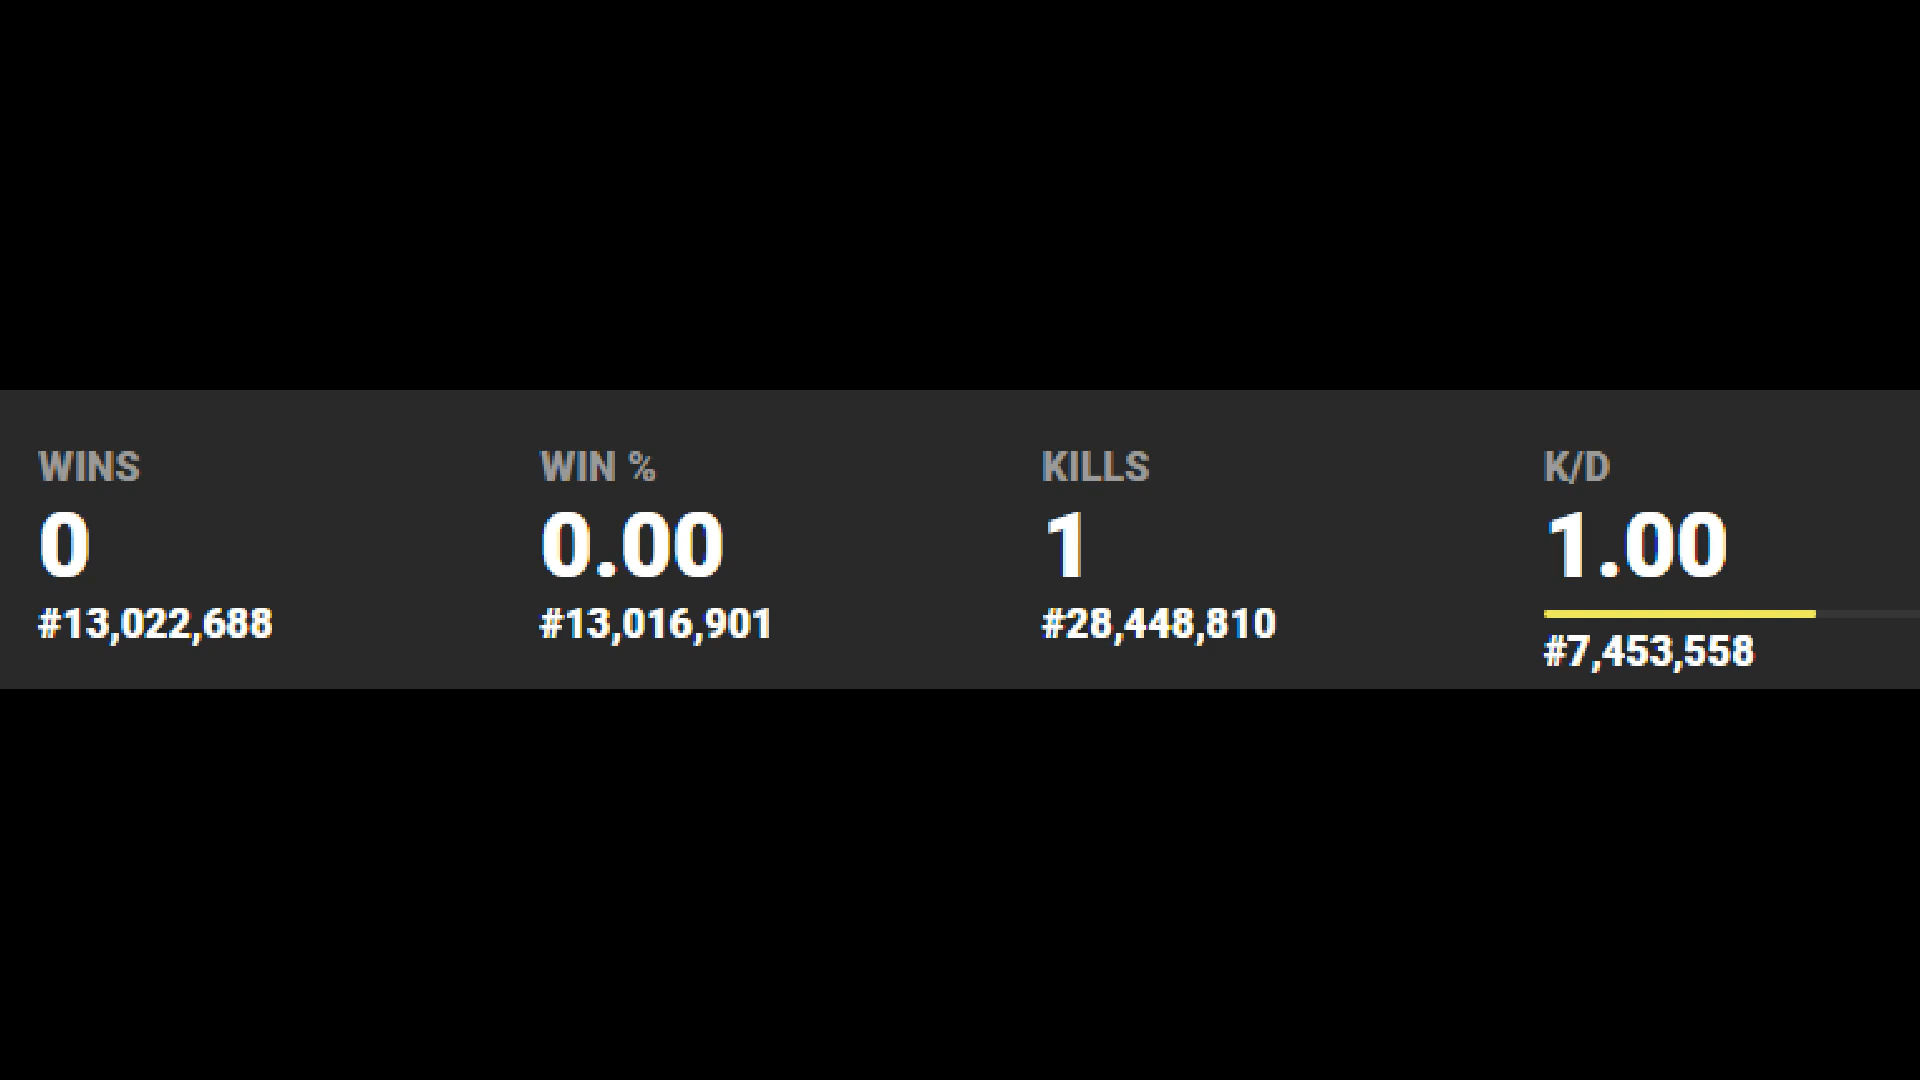 WINS
0
#13,022,688
WIN %
0.00
#13,016,901
KILLS
1
#28,448,810
K/D
1.00
#7,453,558